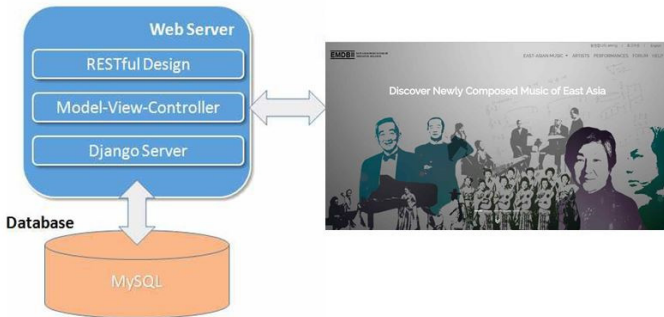 Web Server
RESTful Design
Model-View-Controller
Django Server
Database
MySQL
EMDB
EAST ASIAN MUSIC ARTISTS PERFORMANCES FORUM HELP
Discover Newly Composed Music of East Asia